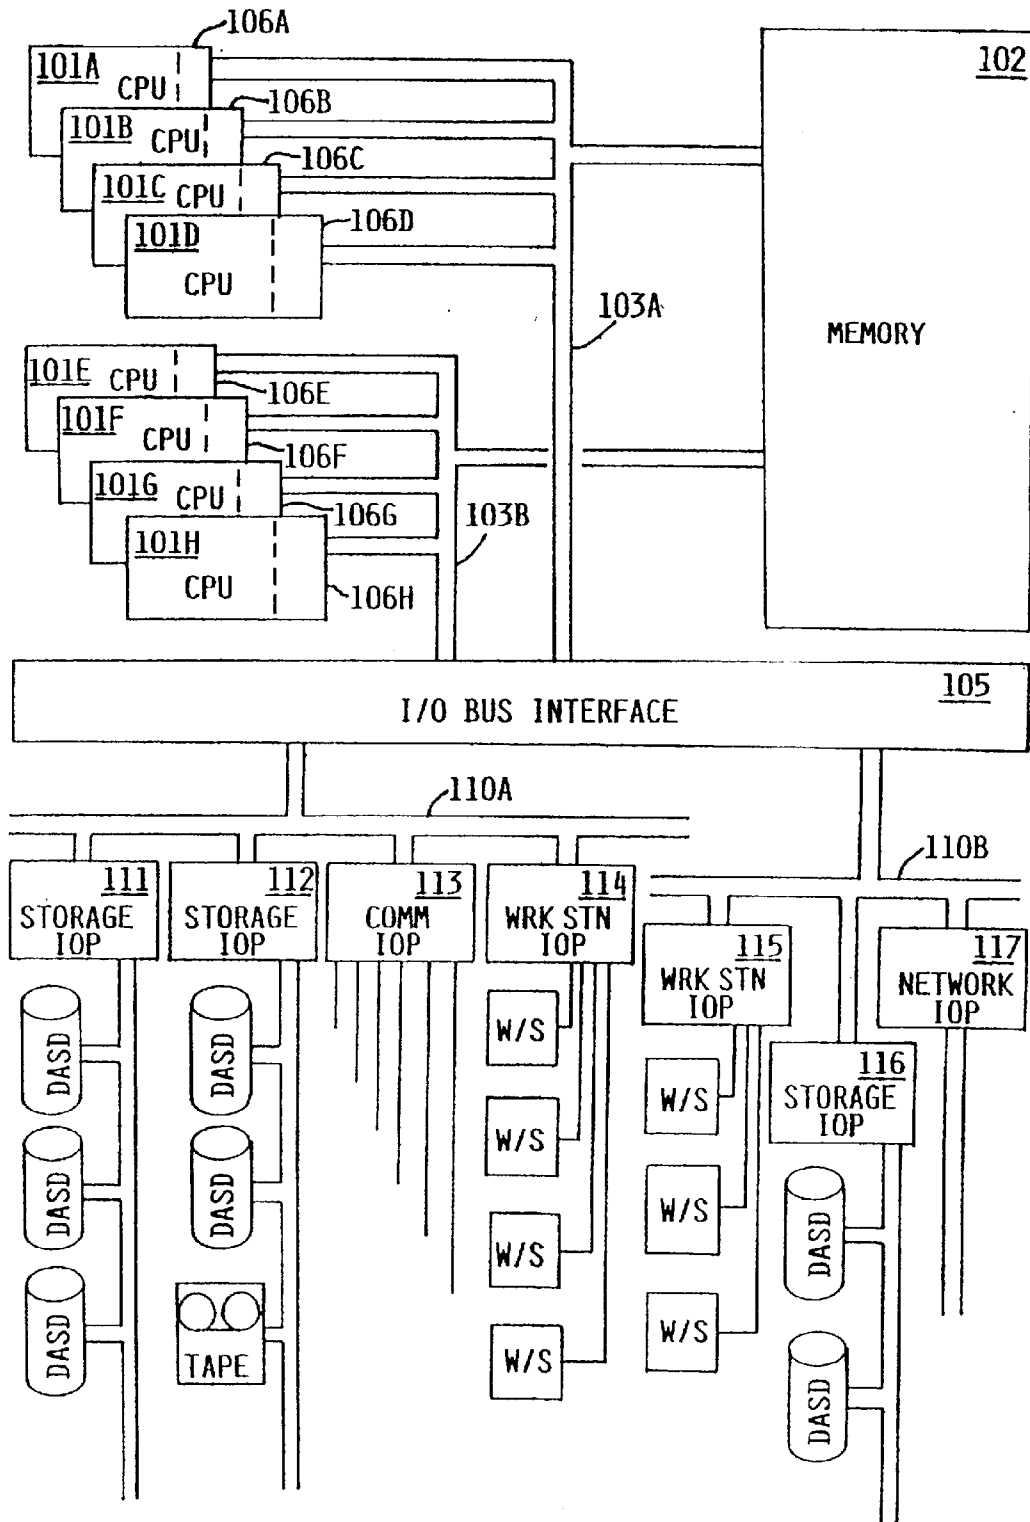 106A
101A
CPU
102
106B
101B
CPU
106C
101C
CPU
106D
101D
CPU
103A
MEMORY
101E
CPU
106E
101F
CPU
106F
101G
CPU
106G
103B
101H
CPU
106H
105
I/O BUS INTERFACE
110A
110B
111
STORAGE
IOP
112
STORAGE
IOP
113
COMM
IOP
114
WRK STN
IOP
115
WRK STN
IOP
117
NETWORK
IOP
116
STORAGE
IOP
DASD
DASD
DASD
DASD
DASD
TAPE
W/S
W/S
W/S
W/S
W/S
W/S
W/S
DASD
DASD